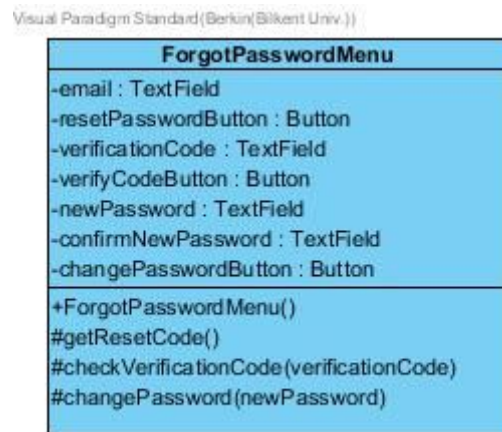 Visual Paradigm Standard(Berkin(Bilkent Univ.))
ForgotPasswordMenu
-email : TextField
-resetPasswordButton : Button
-verificationCode : TextField
-verifyCodeButton : Button
-newPassword : TextField
-confirmNewPassword : TextField
-changePasswordButton : Button
+ForgotPasswordMenu()
#getResetCode()
#checkVerificationCode(verificationCode)
#changePassword(newPassword)